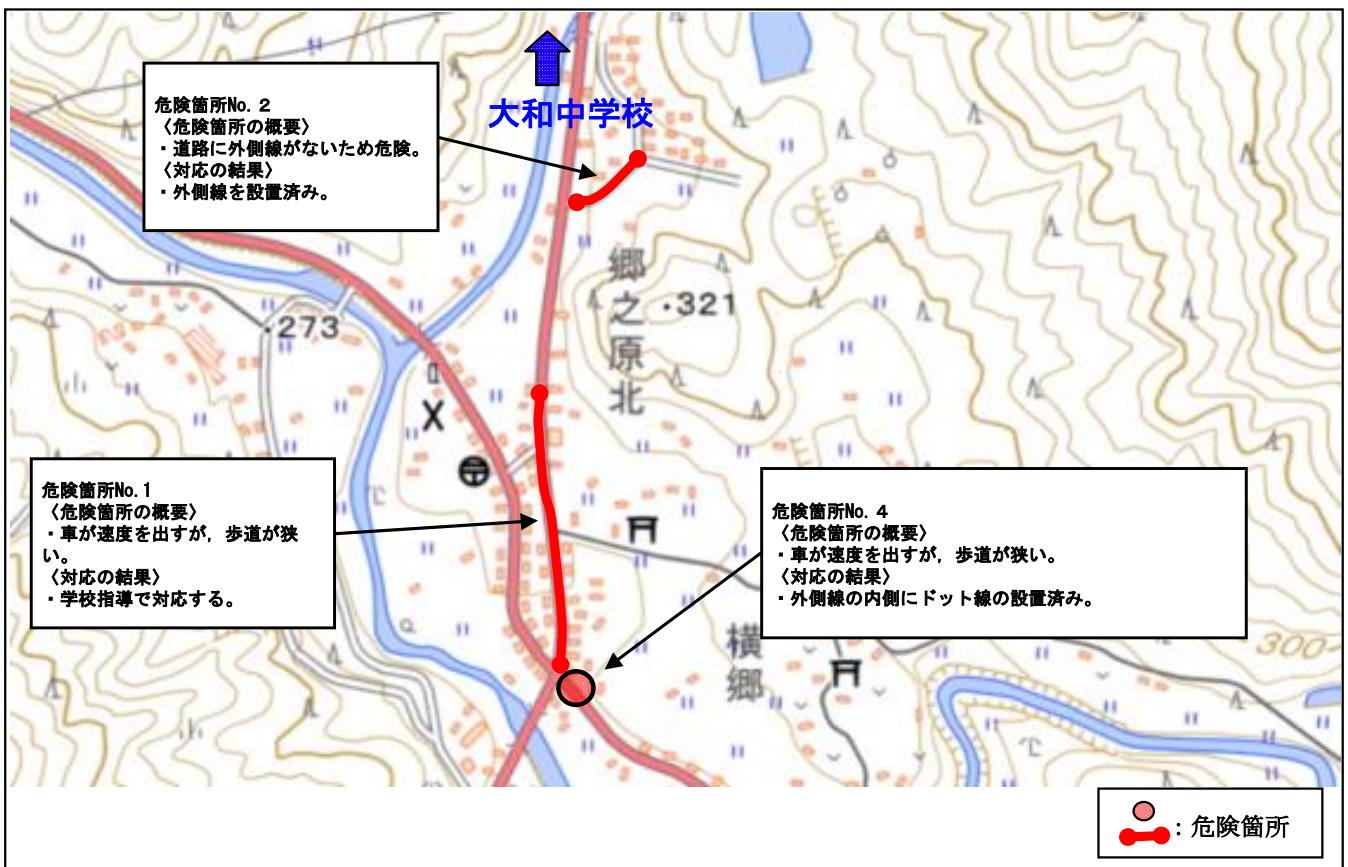 大和中学校
危険箇所No. 2
〈危険箇所の概要〉
・道路に外側線がないため危険。
〈対応の結果〉
・外側線を設置済み。
郷之原北
・321
・273
危険箇所No. 1
〈危険箇所の概要〉
・車が速度を出すが，歩道が狭
い。
〈対応の結果〉
・学校指導で対応する。
危険箇所No. 4
〈危険箇所の概要〉
・車が速度を出すが，歩道が狭い。
〈対応の結果〉
・外側線の内側にドット線の設置済み。
横郷
300
：危険箇所